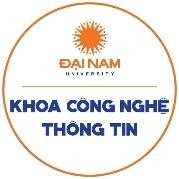 ĐẠI NAM
UNIVERSITY
KHOA CÔNG NGHỆ
THÔNG TIN